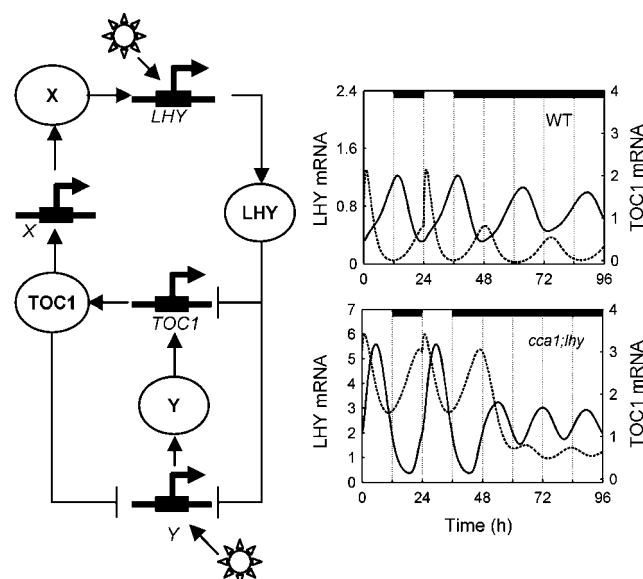 X
LHY
X
LHY
TOC1
TOC1
Y
Y
2.4
1.6
0.8
0
LHY mRNA
WT
4
3
2
1
0
TOC1 mRNA
0 24 48 72 96
7
6
5
4
3
2
1
0
LHY mRNA
cca1;lhy
4
3
2
1
0
TOC1 mRNA
0 24 48 72 96
Time (h)